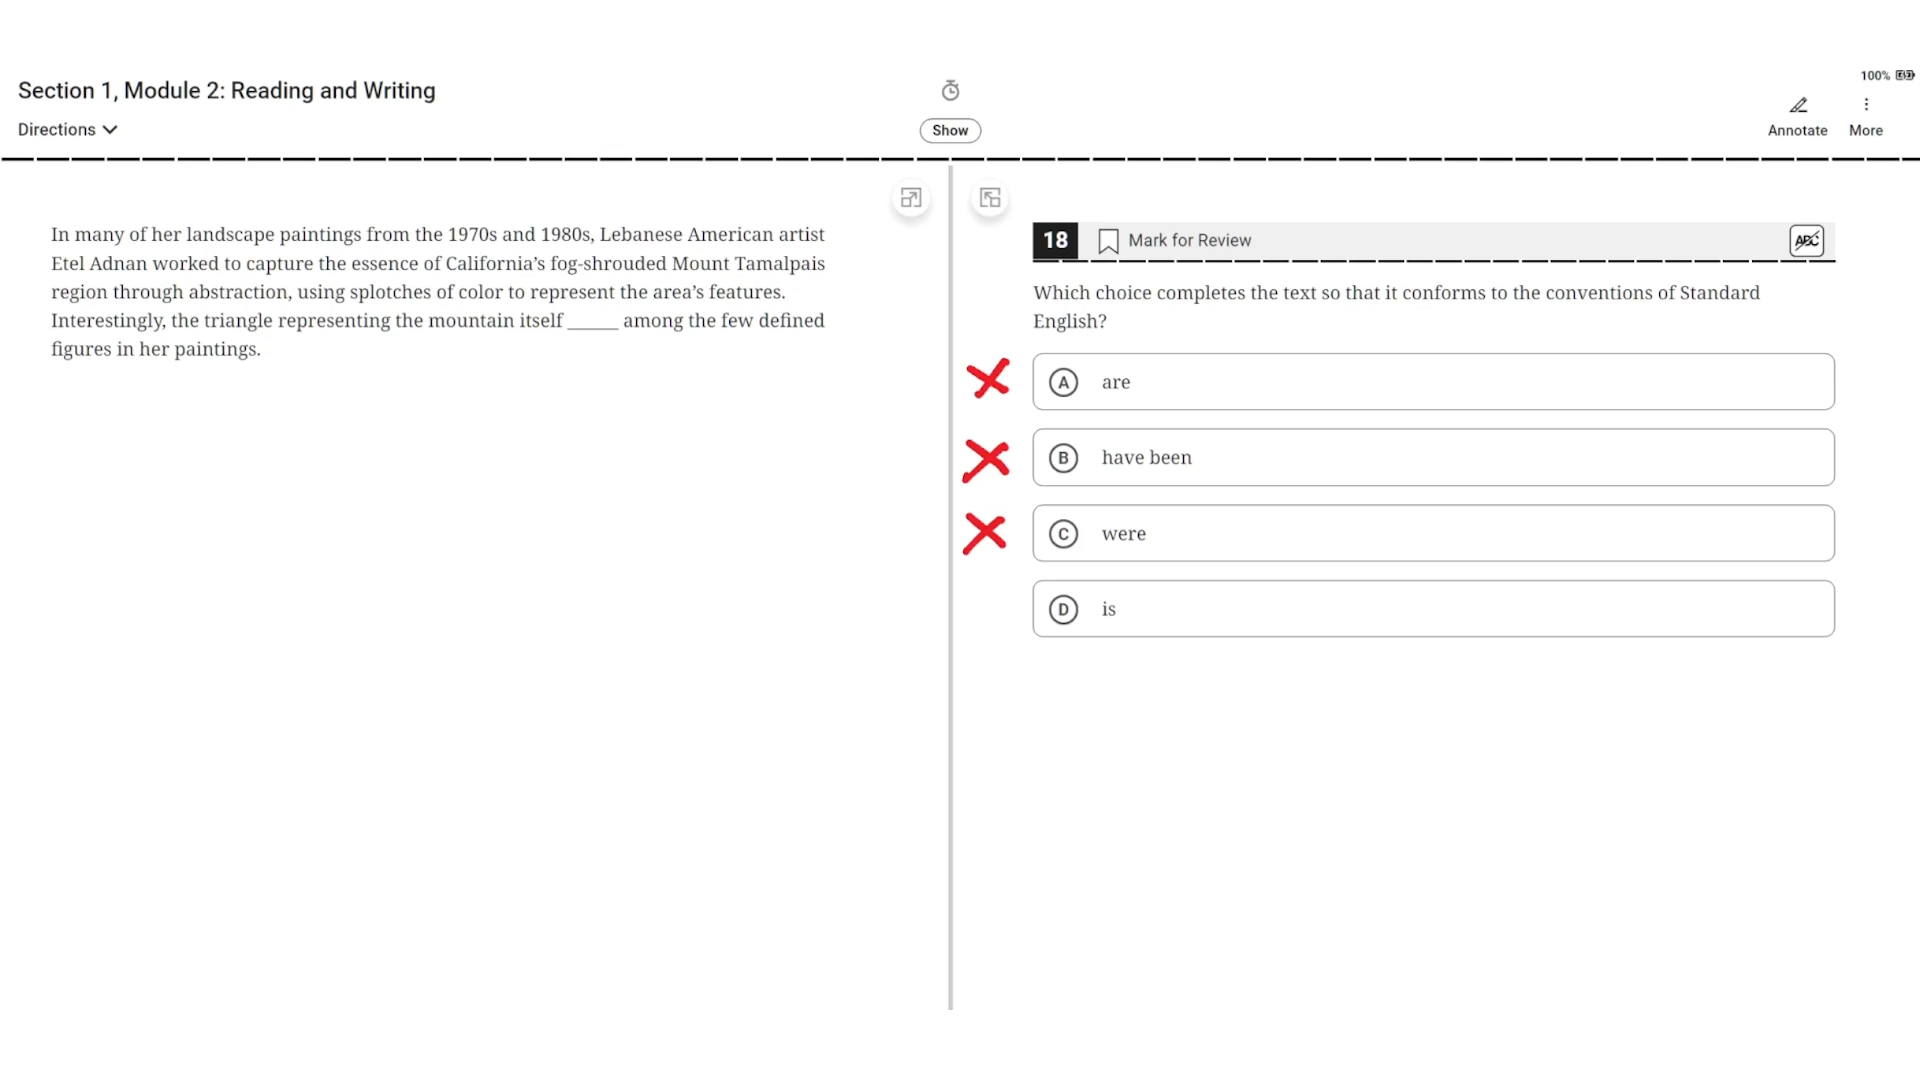 100%
Section 1, Module 2: Reading and Writing
Directions
Show
Annotate
More
In many of her landscape paintings from the 1970s and 1980s, Lebanese American artist
Etel Adnan worked to capture the essence of California's fog-shrouded Mount Tamalpais
region through abstraction, using splotches of color to represent the area's features.
Interestingly, the triangle representing the mountain itself ______ among the few defined
figures in her paintings.
18 Mark for Review ABC
Which choice completes the text so that it conforms to the conventions of Standard
English?
A are
B have been
C were
D is